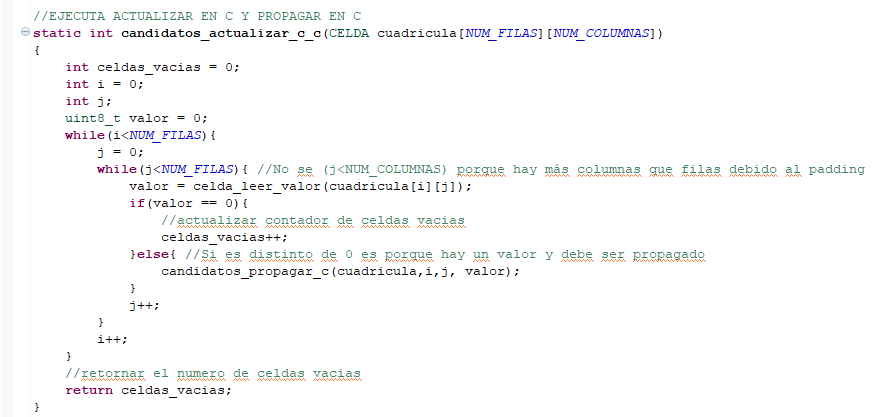 //EJECUTA ACTUALIZAR EN C Y PROPAGAR EN C
static int candidatos_actualizar_c_c(CELDA cuadricula[NUM_FILAS][NUM_COLUMNAS])
{
    int celdas_vacias = 0;
    int i = 0;
    int j;
    uint8_t valor = 0;
    while(i<NUM_FILAS){
        j = 0;
        while(j<NUM_FILAS){ //No se (j<NUM_COLUMNAS) porque hay más columnas que filas debido al padding
            valor = celda_leer_valor(cuadricula[i][j]);
            if(valor == 0){
                //actualizar contador de celdas vacias
                celdas_vacias++;
            }else{ //Si es distinto de 0 es porque hay un valor y debe ser propagado
                candidatos_propagar_c(cuadricula,i,j, valor);
            }
            j++;
        }
        i++;
    }
    //retornar el numero de celdas vacias
    return celdas_vacias;
}